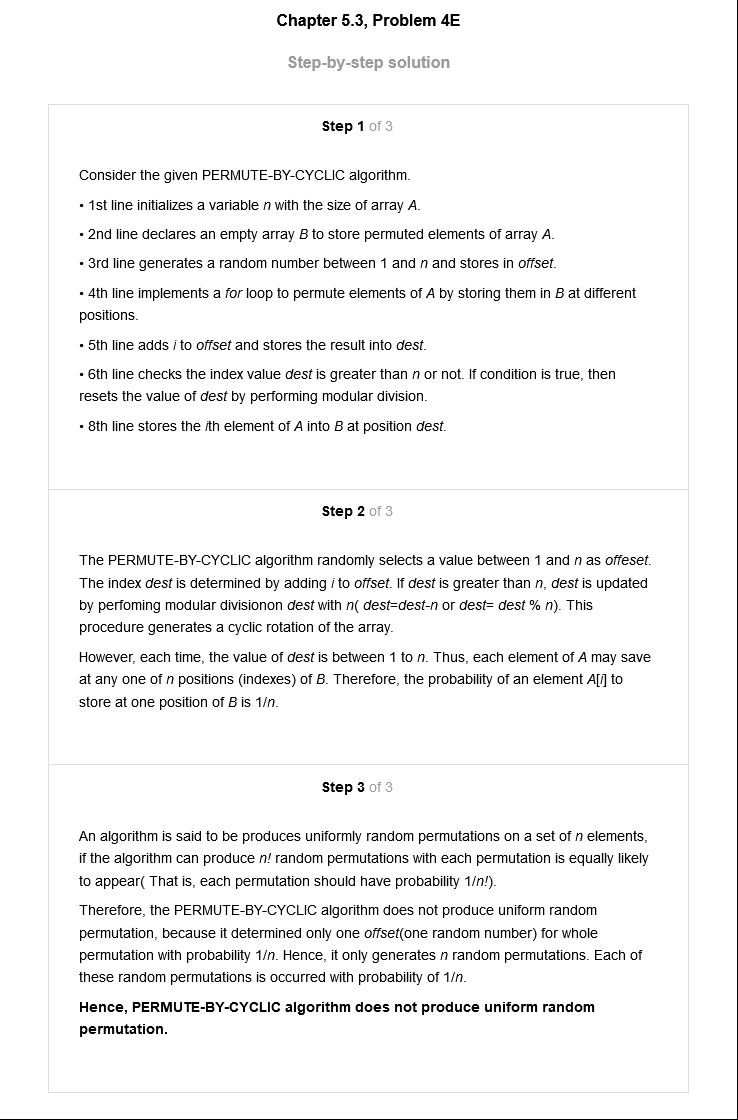 Chapter 5.3, Problem 4E
Step-by-step solution
Step 1 of 3
Consider the given PERMUTE-BY-CYCLIC algorithm.
• 1st line initializes a variable n with the size of array A.
• 2nd line declares an empty array B to store permuted elements of array A.
• 3rd line generates a random number between 1 and n and stores in offset.
• 4th line implements a for loop to permute elements of A by storing them in B at different
positions.
• 5th line adds i to offset and stores the result into dest.
• 6th line checks the index value dest is greater than n or not. If condition is true, then
resets the value of dest by performing modular division.
• 8th line stores the ith element of A into B at position dest.
Step 2 of 3
The PERMUTE-BY-CYCLIC algorithm randomly selects a value between 1 and n as offeset.
The index dest is determined by adding i to offset. If dest is greater than n, dest is updated
by perfoming modular divisionon dest with n( dest=dest-n or dest= dest % n). This
procedure generates a cyclic rotation of the array.
However, each time, the value of dest is between 1 to n. Thus, each element of A may save
at any one of n positions (indexes) of B. Therefore, the probability of an element A[i] to
store at one position of B is 1/n.
Step 3 of 3
An algorithm is said to be produces uniformly random permutations on a set of n elements,
if the algorithm can produce n! random permutations with each permutation is equally likely
to appear( That is, each permutation should have probability 1/n!).
Therefore, the PERMUTE-BY-CYCLIC algorithm does not produce uniform random
permutation, because it determined only one offset(one random number) for whole
permutation with probability 1/n. Hence, it only generates n random permutations. Each of
these random permutations is occurred with probability of 1/n.
Hence, PERMUTE-BY-CYCLIC algorithm does not produce uniform random
permutation.